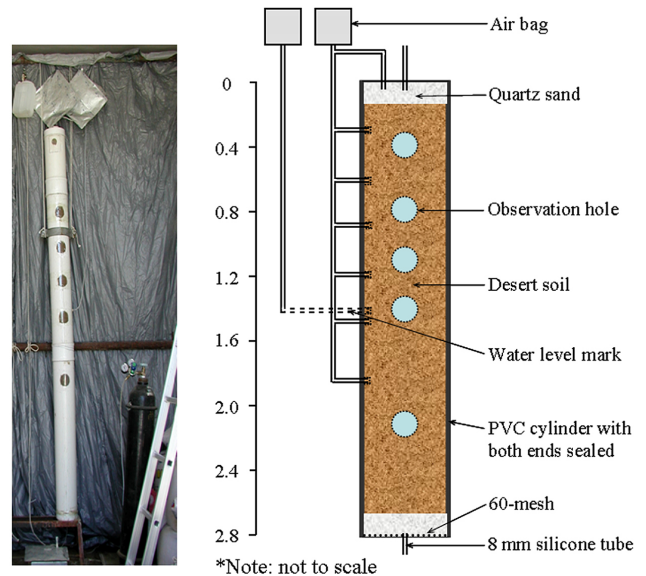 Air bag
0
Quartz sand
0.4
0.8
Observation hole
1.2
Desert soil
1.6
Water level mark
2.0
PVC cylinder with
both ends sealed
2.4
60-mesh
2.8
8 mm silicone tube
*Note: not to scale